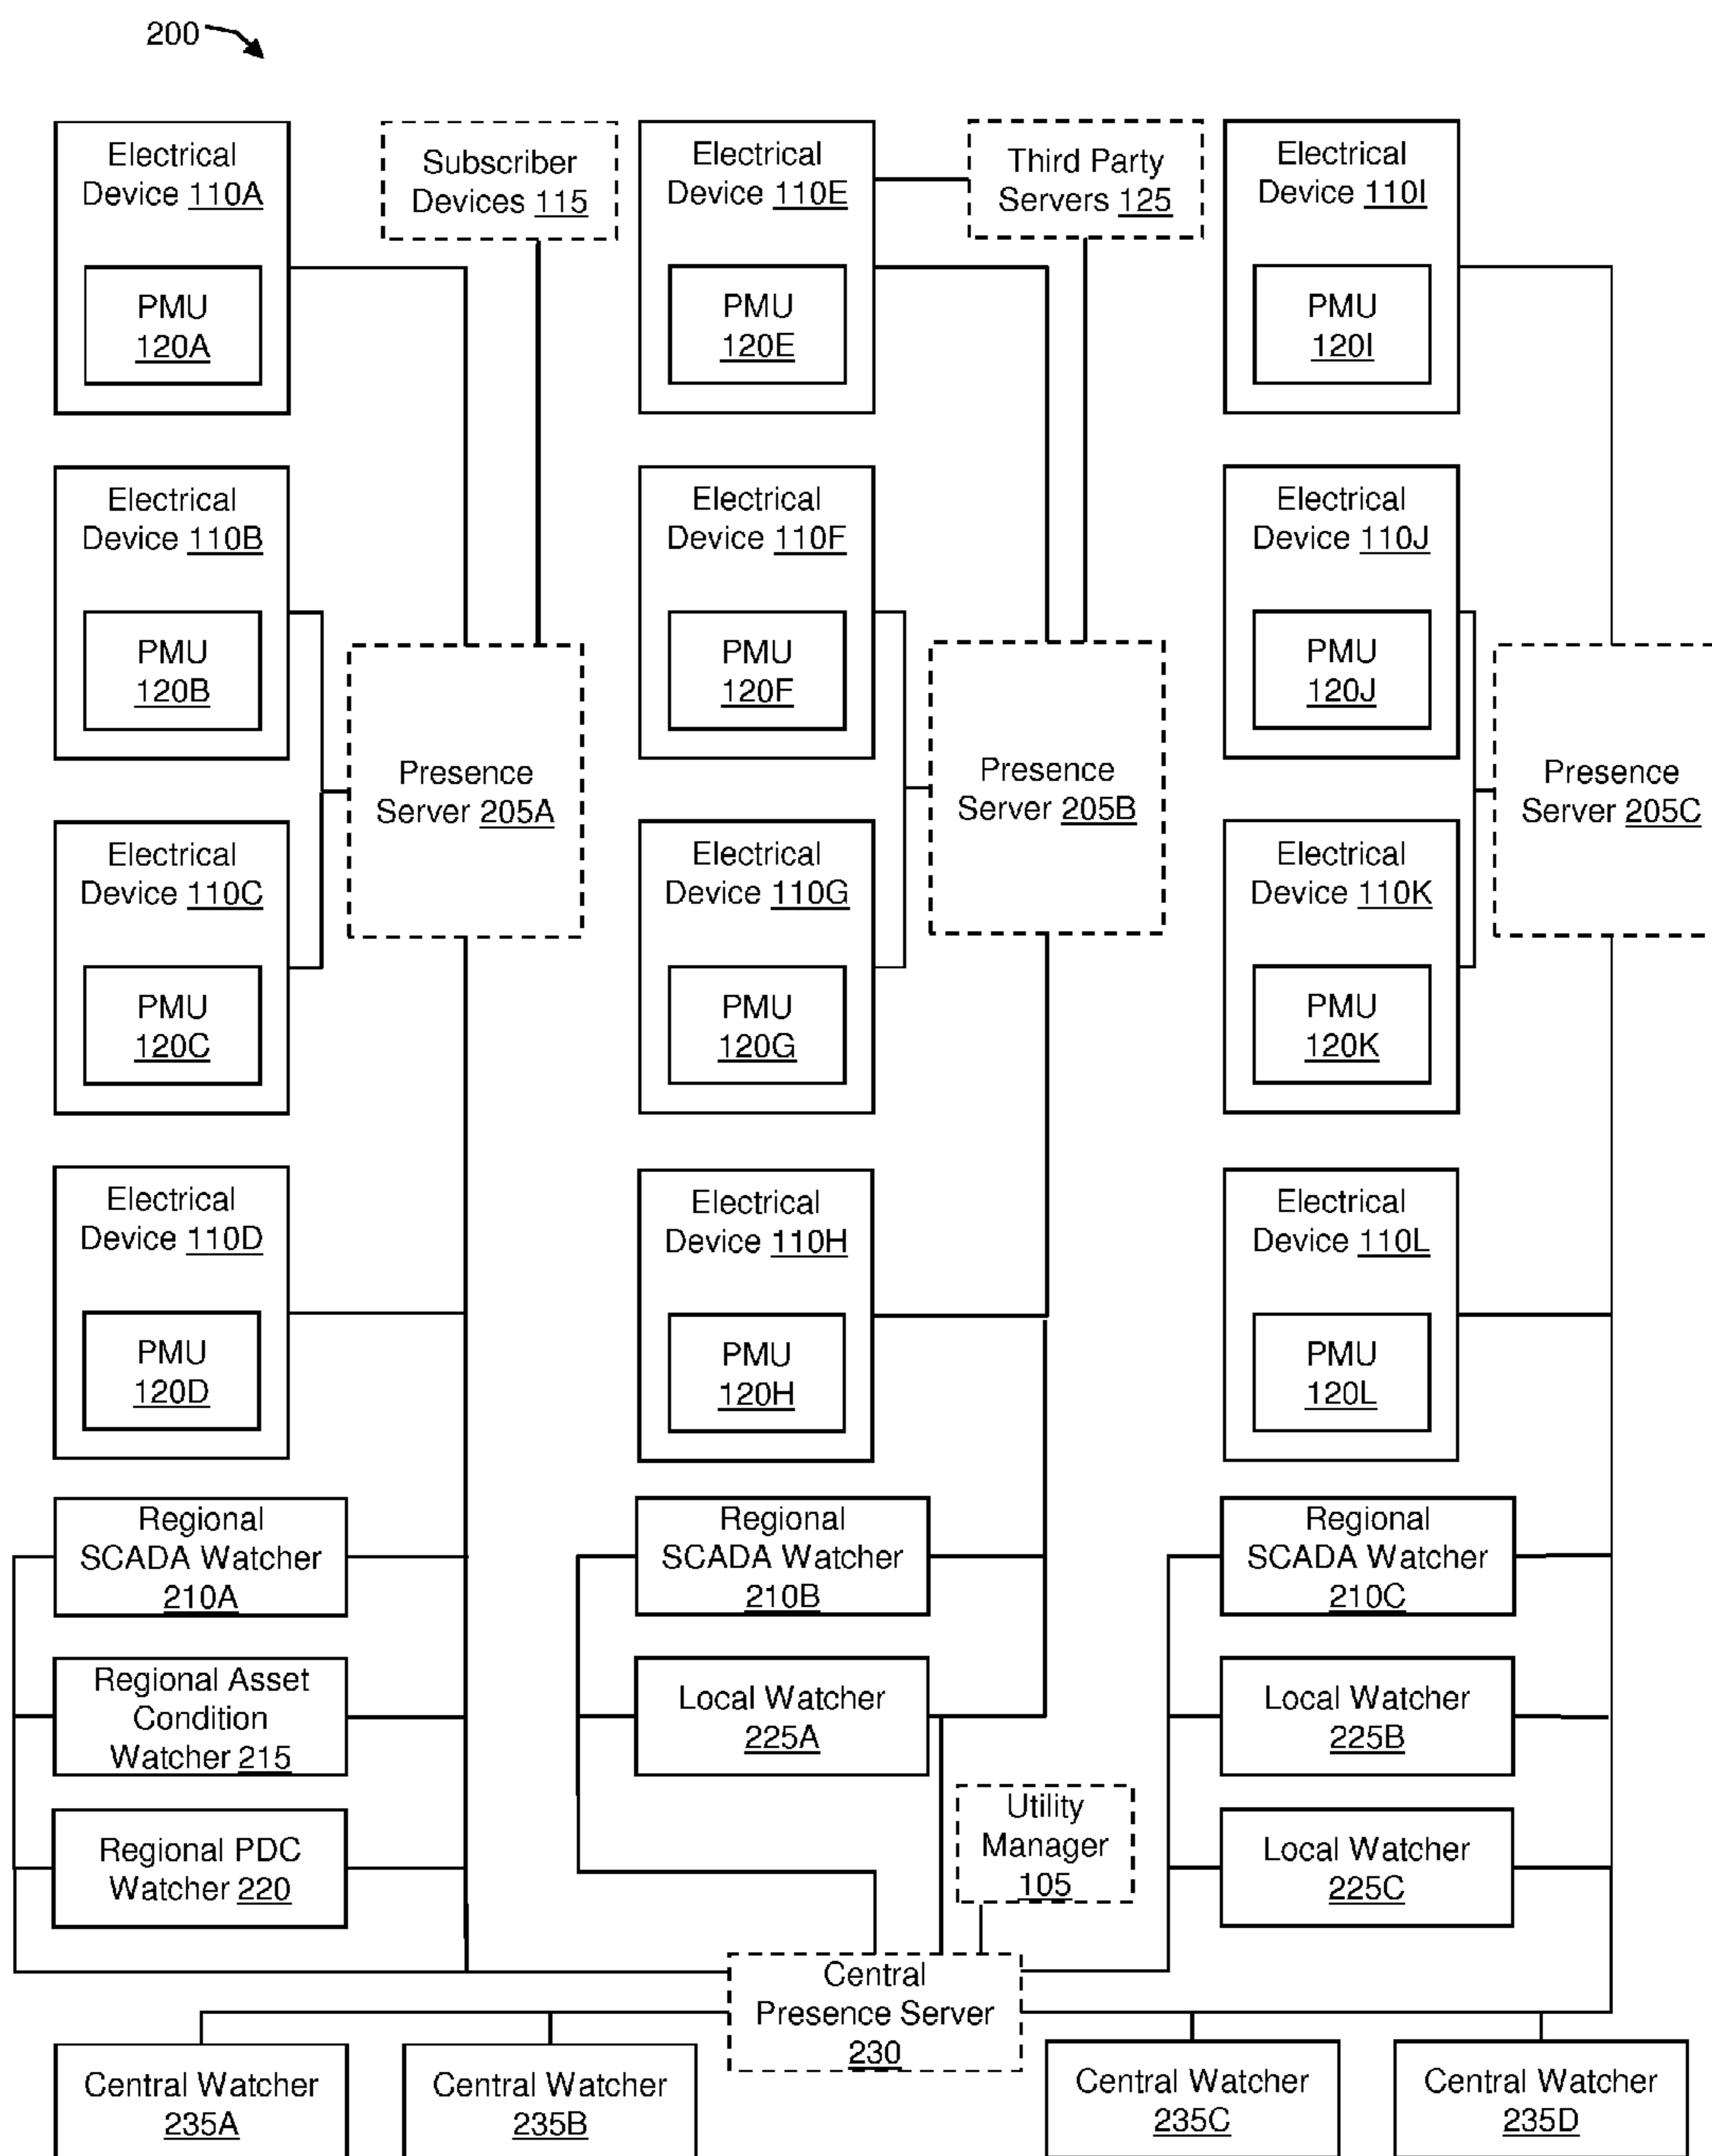 200
Electrical
Device 110A
PMU
120A
Subscriber
Devices 115
Electrical
Device 110E
PMU
120E
Third Party
Servers 125
Electrical
Device 110I
PMU
120I
Electrical
Device 110B
PMU
120B
Electrical
Device 110F
PMU
120F
Electrical
Device 110J
PMU
120J
Presence
Server 205A
Presence
Server 205B
Presence
Server 205C
Electrical
Device 110C
PMU
120C
Electrical
Device 110G
PMU
120G
Electrical
Device 110K
PMU
120K
Electrical
Device 110D
PMU
120D
Electrical
Device 110H
PMU
120H
Electrical
Device 110L
PMU
120L
Regional
SCADA Watcher
210A
Regional
SCADA Watcher
210B
Regional
SCADA Watcher
210C
Regional Asset
Condition
Watcher 215
Local Watcher
225A
Local Watcher
225B
Regional PDC
Watcher 220
Utility
Manager
105
Local Watcher
225C
Central
Presence Server
230
Central Watcher
235A
Central Watcher
235B
Central Watcher
235C
Central Watcher
235D